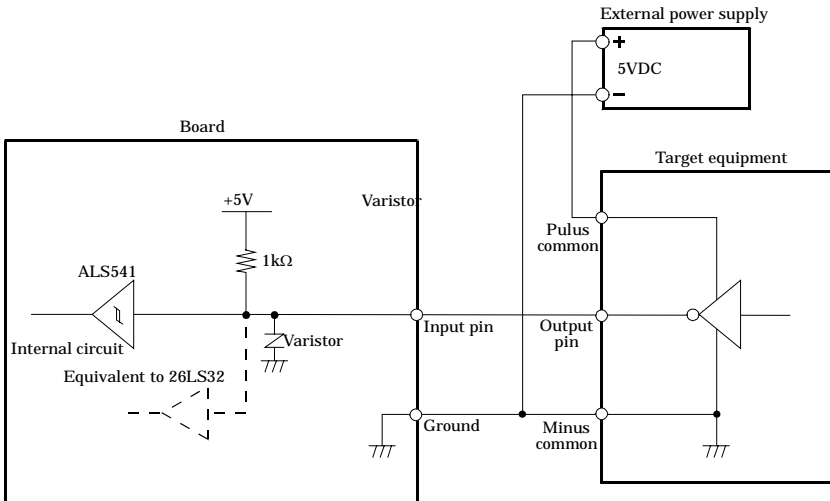 External power supply
+
5VDC
−
Board
Target equipment
+5V
Varistor
Pulus
common
1kΩ
ALS541
Input pin
Output
pin
Internal circuit
Varistor
Equivalent to 26LS32
Ground
Minus
common